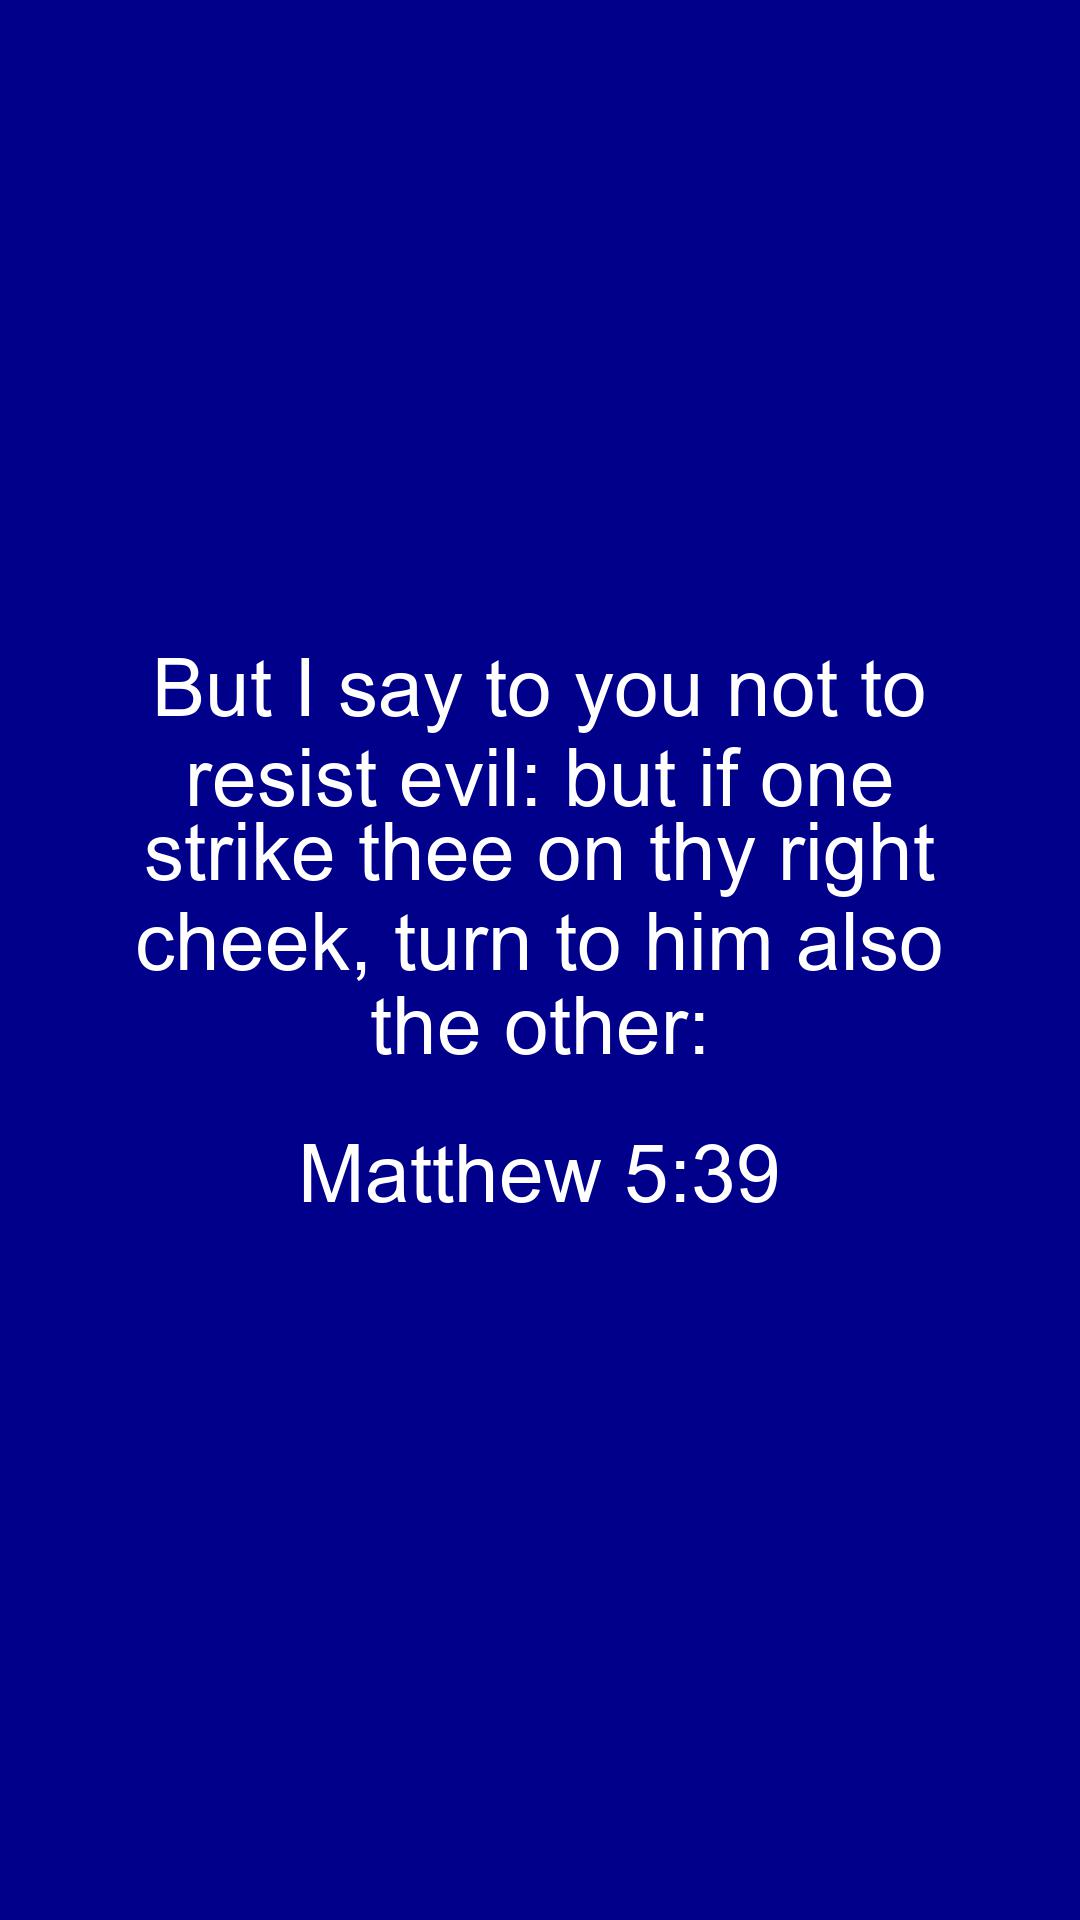 But I say to you not to
resist evil: but if one
strike thee on thy right
cheek, turn to him also
the other:
Matthew 5:39